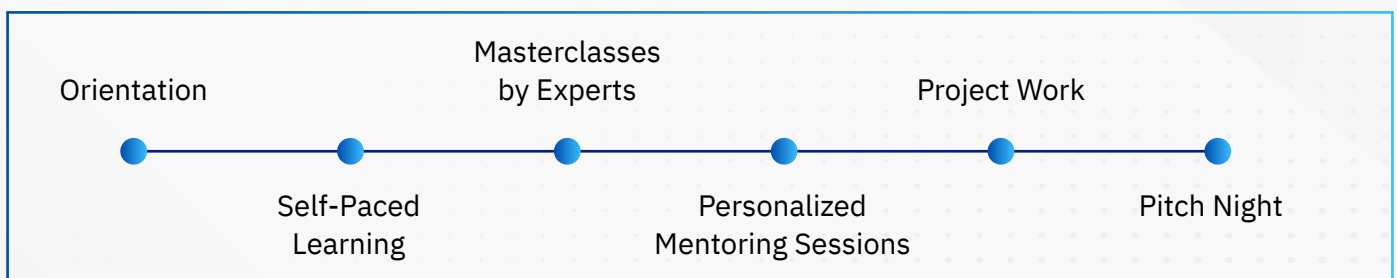 Orientation
Self-Paced
Learning
Masterclasses
by Experts
Personalized
Mentoring Sessions
Project Work
Pitch Night